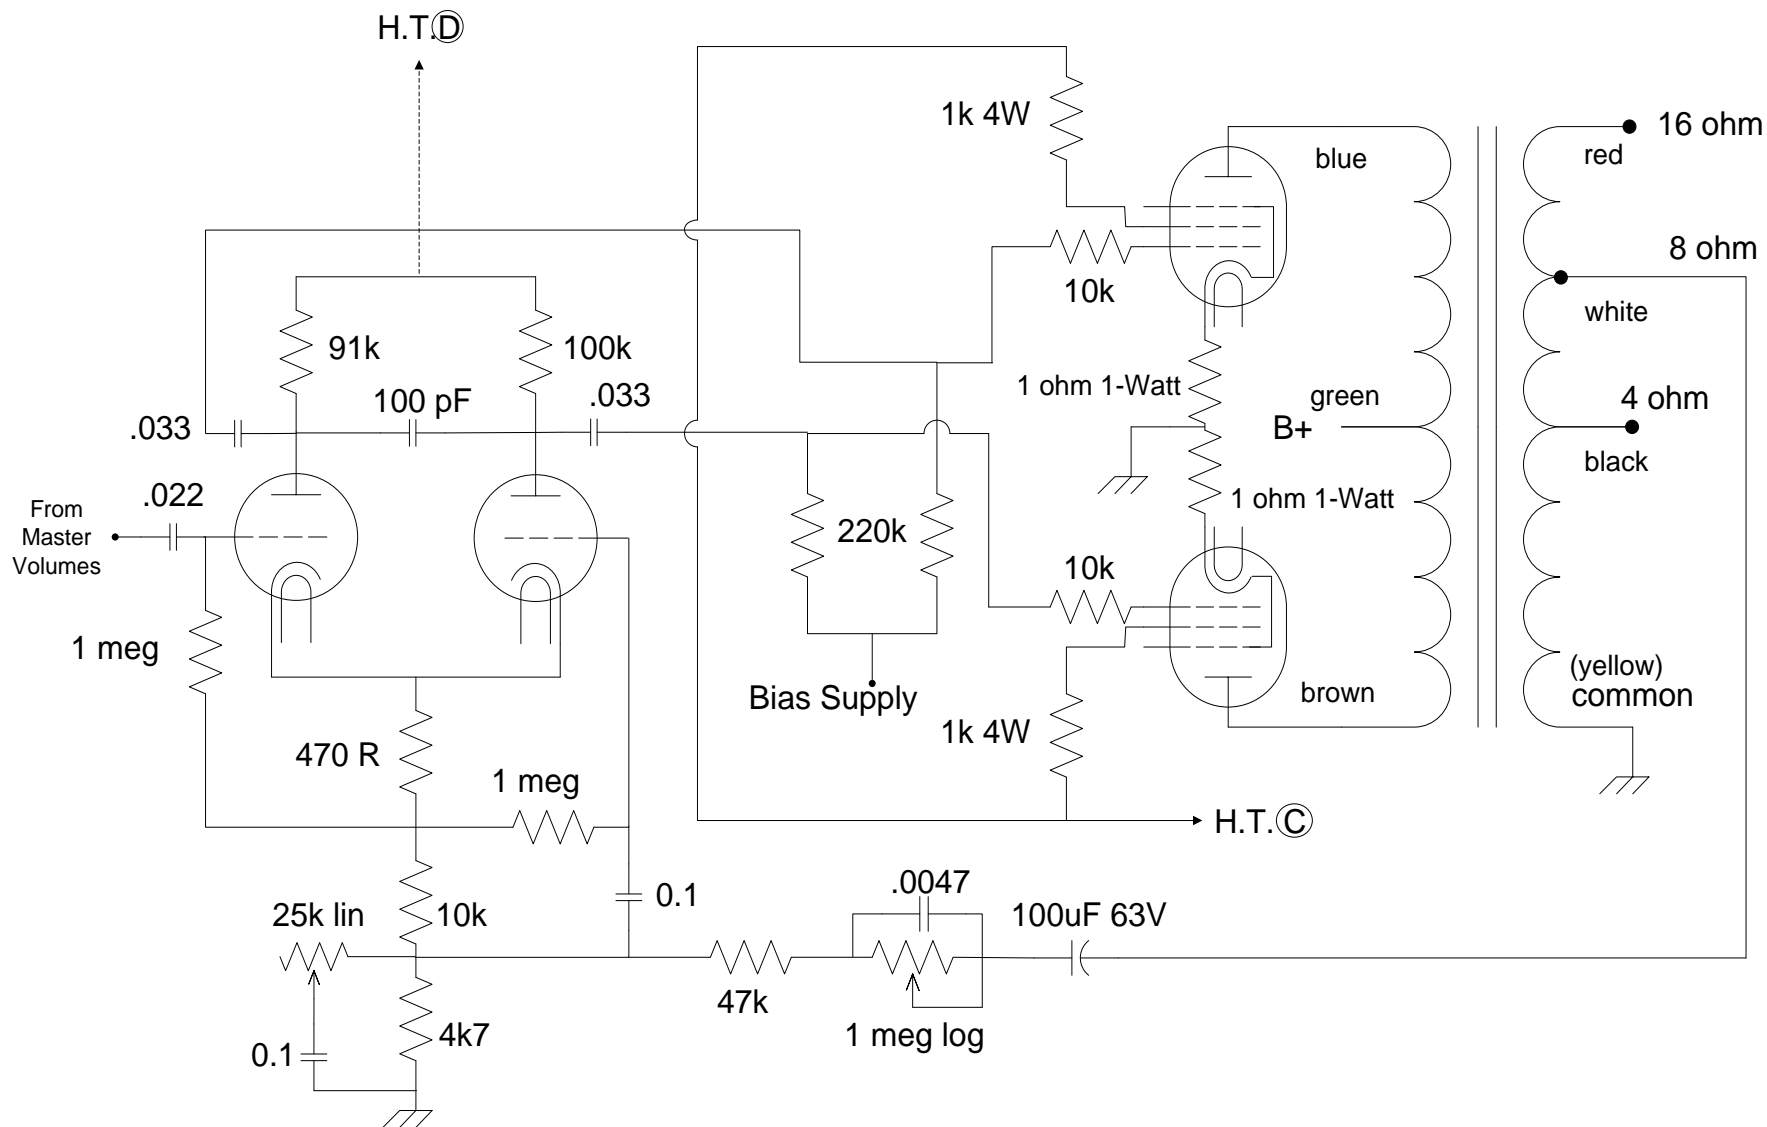 H.T.D
1k 4W
16 ohm
red
blue
8 ohm
10k
white
91k
100k
1 ohm 1-Watt
100 pF
.033
.033
green
B+
4 ohm
black
.022
1 ohm 1-Watt
From
Master
Volumes
220k
10k
1 meg
(yellow)
common
Bias Supply
brown
1k 4W
470 R
1 meg
H.T. C
.0047
0.1
25k lin
10k
100uF 63V
47k
1 meg log
4k7
0.1